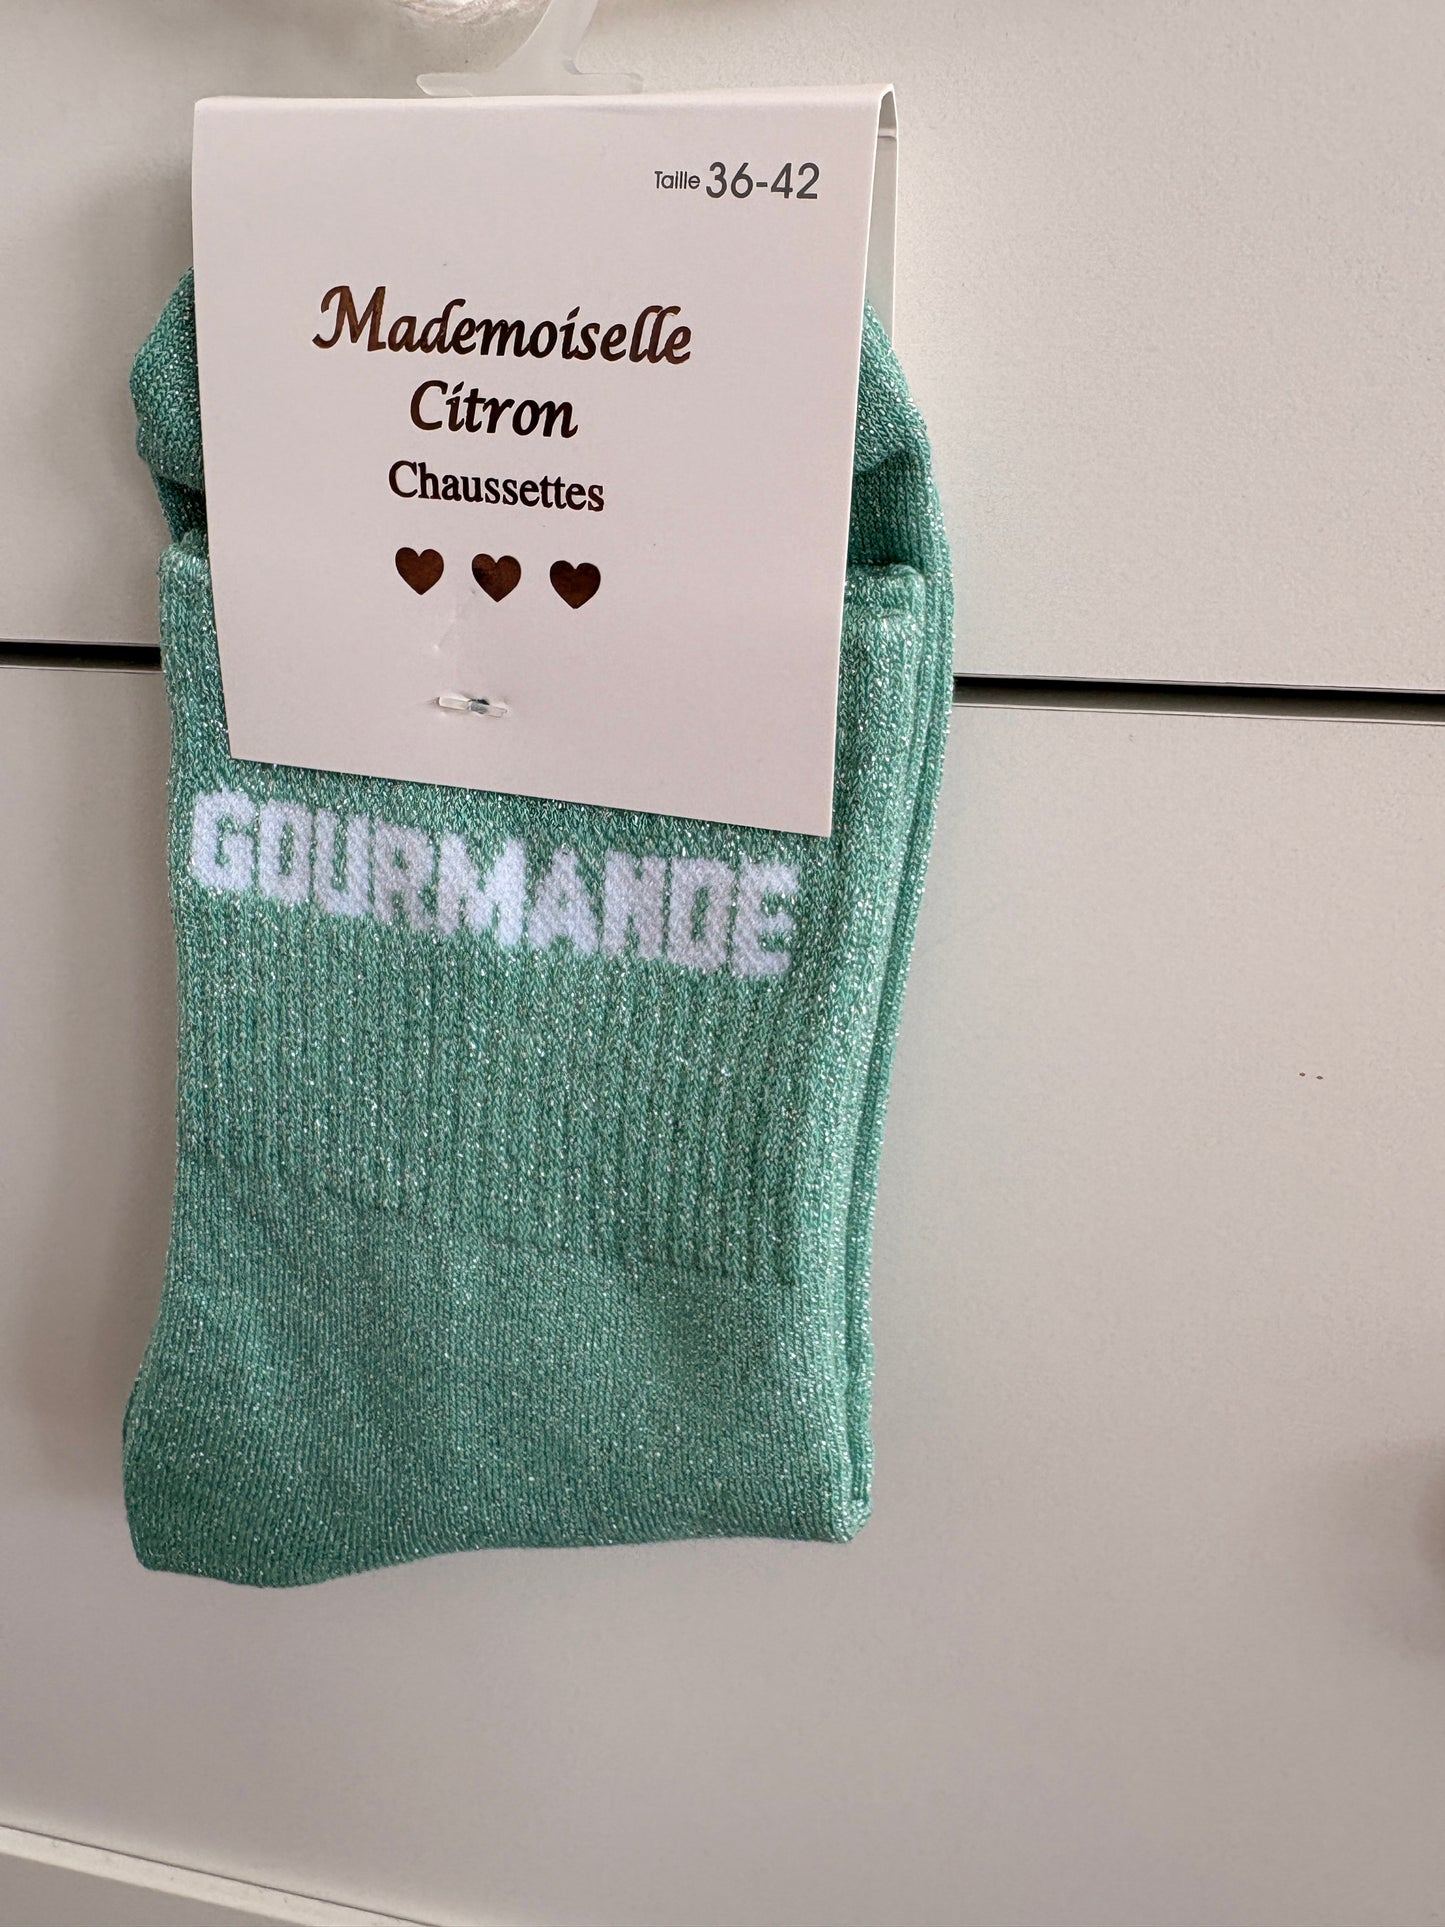 Taille 36-42
Mademoiselle
Citron
Chaussettes
GOURMANDE